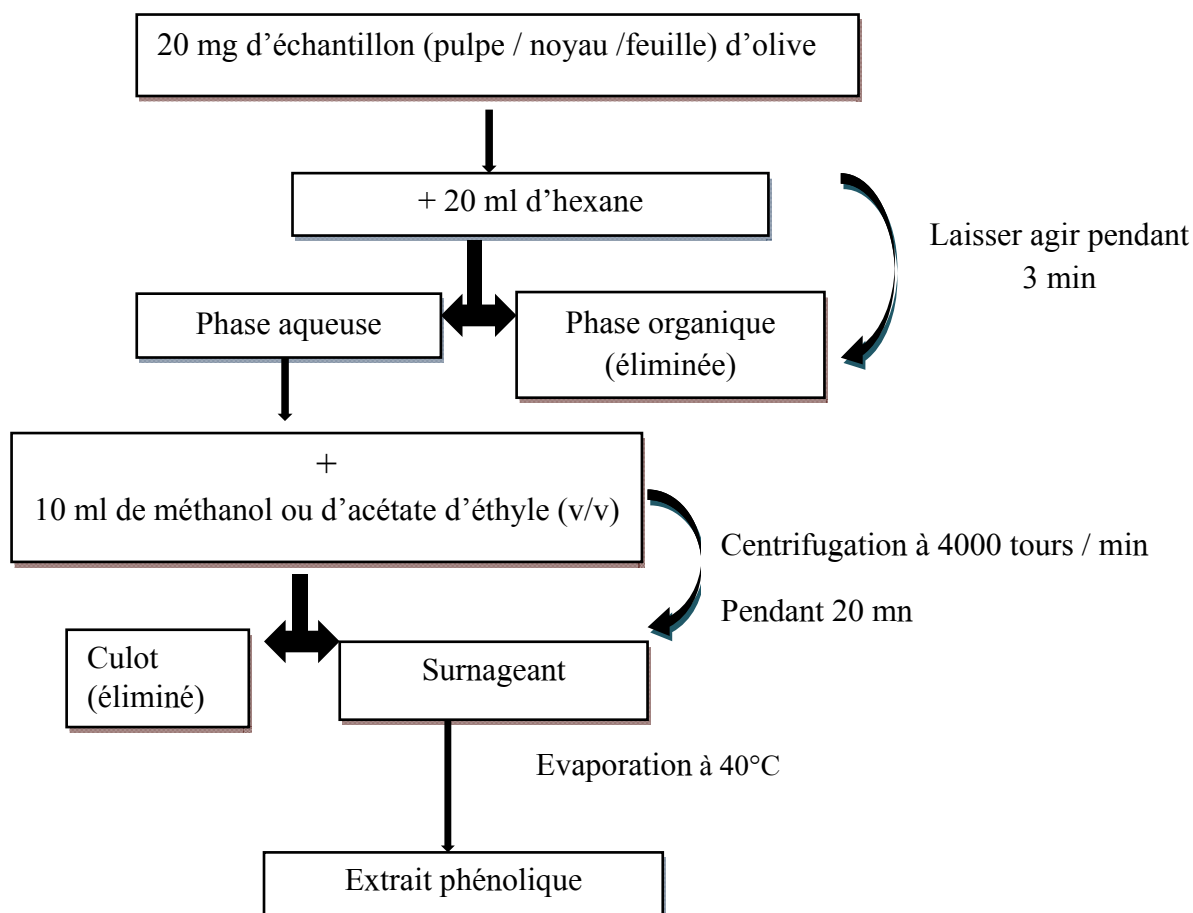 20 mg d’échantillon (pulpe / noyau /feuille) d’olive
+ 20 ml d’hexane
Laisser agir pendant
3 min
Phase aqueuse
Phase organique
(éliminée)
+
10 ml de méthanol ou d’acétate d’éthyle (v/v)
Centrifugation à 4000 tours / min
Pendant 20 mn
Culot
(éliminé)
Surnageant
Evaporation à 40°C
Extrait phénolique